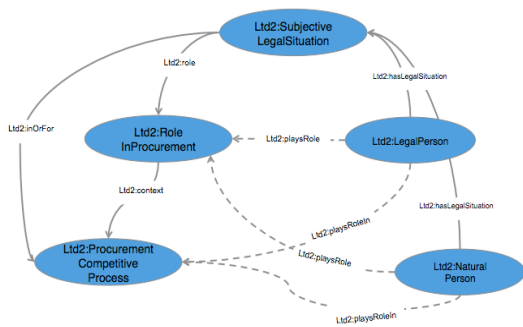 Ltd2:Subjective
LegalSituation
Ltd2:role
Ltd2:hasLegalSituation
Ltd2:inOrFor
Ltd2:Role
InProcurement
Ltd2:playsRole
Ltd2:LegalPerson
Ltd2:context
Ltd2:hasLegalSituation
Ltd2:playsRoleIn
Ltd2:Procurement
Competitive
Process
Ltd2:playsRole
Ltd2:Natural
Person
Ltd2:playsRoleIn